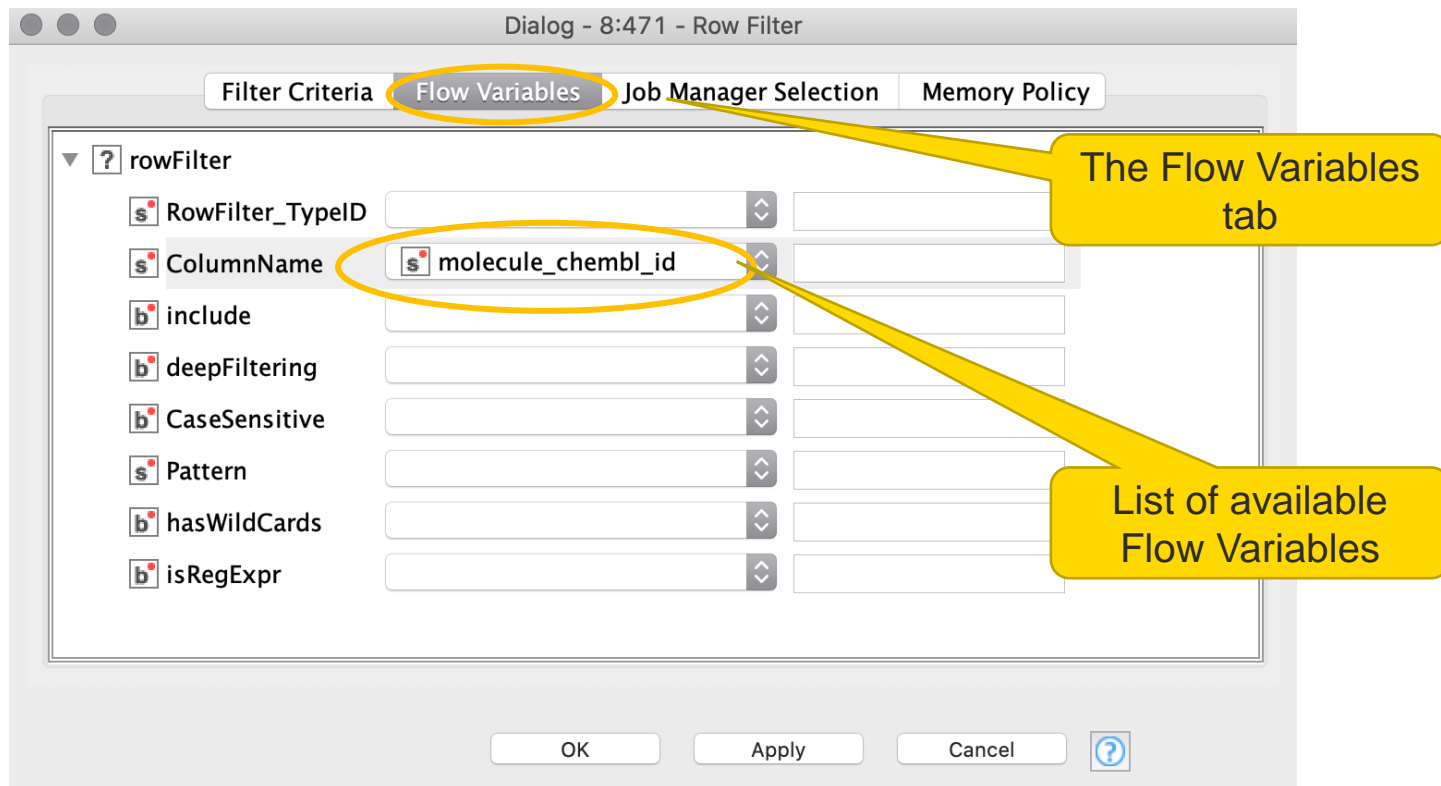 Dialog - 8:471 - Row Filter
Filter Criteria Flow Variables Job Manager Selection Memory Policy
? rowFilter
s RowFilter_TypeID
s ColumnName s molecule_chembl_id
b include
b deepFiltering
b CaseSensitive
s Pattern
b hasWildCards
b isRegExpr
The Flow Variables
tab
List of available
Flow Variables
OK Apply Cancel ?